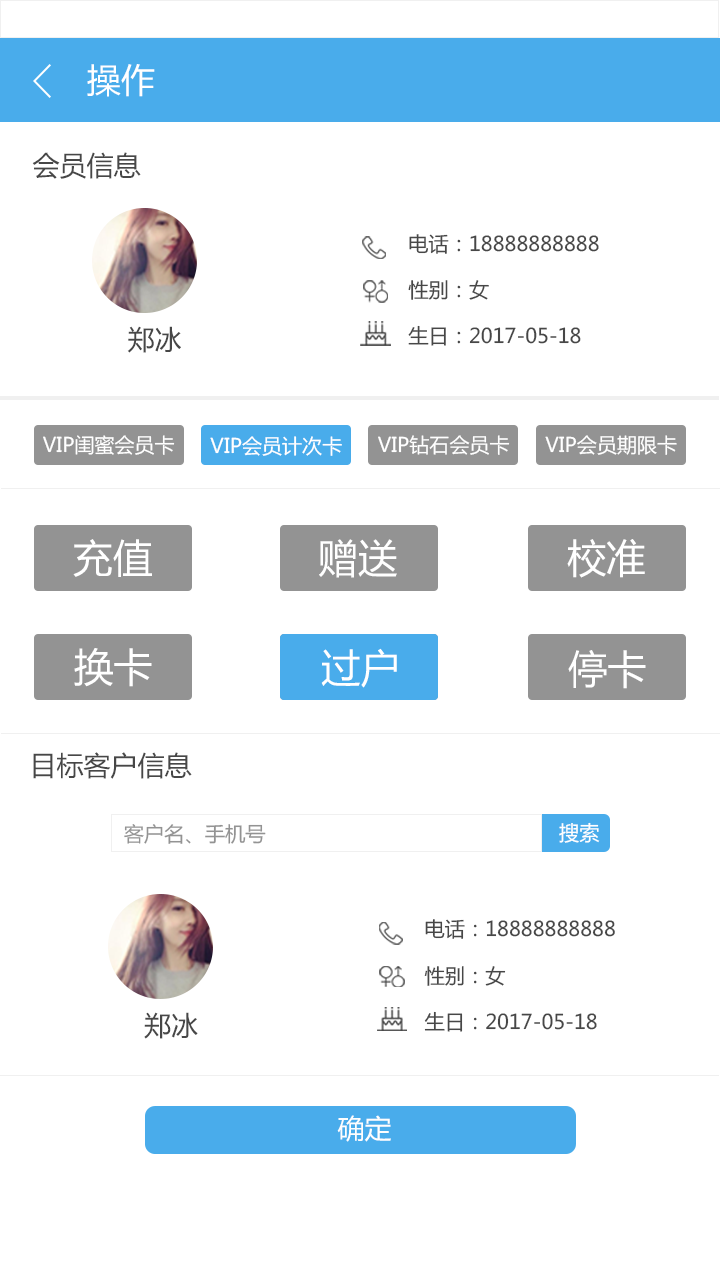 操作
会员信息
电话：18888888888
性别：女
郑冰
生日：2017-05-18
VIP闺蜜会员卡 VIP会员计次卡 VIP钻石会员卡 VIP会员期限卡
充值 赠送 校准
换卡 过户 停卡
目标客户信息
客户名、手机号 搜索
电话：18888888888
性别：女
郑冰
生日：2017-05-18
确定